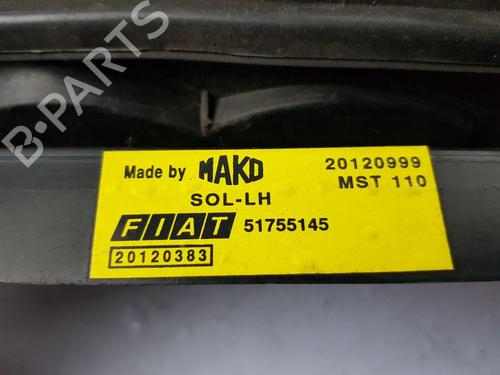 B-PARTS
Made by MAKO 20120999
SOL-LH MST 110
FIAT 51755145
20120383